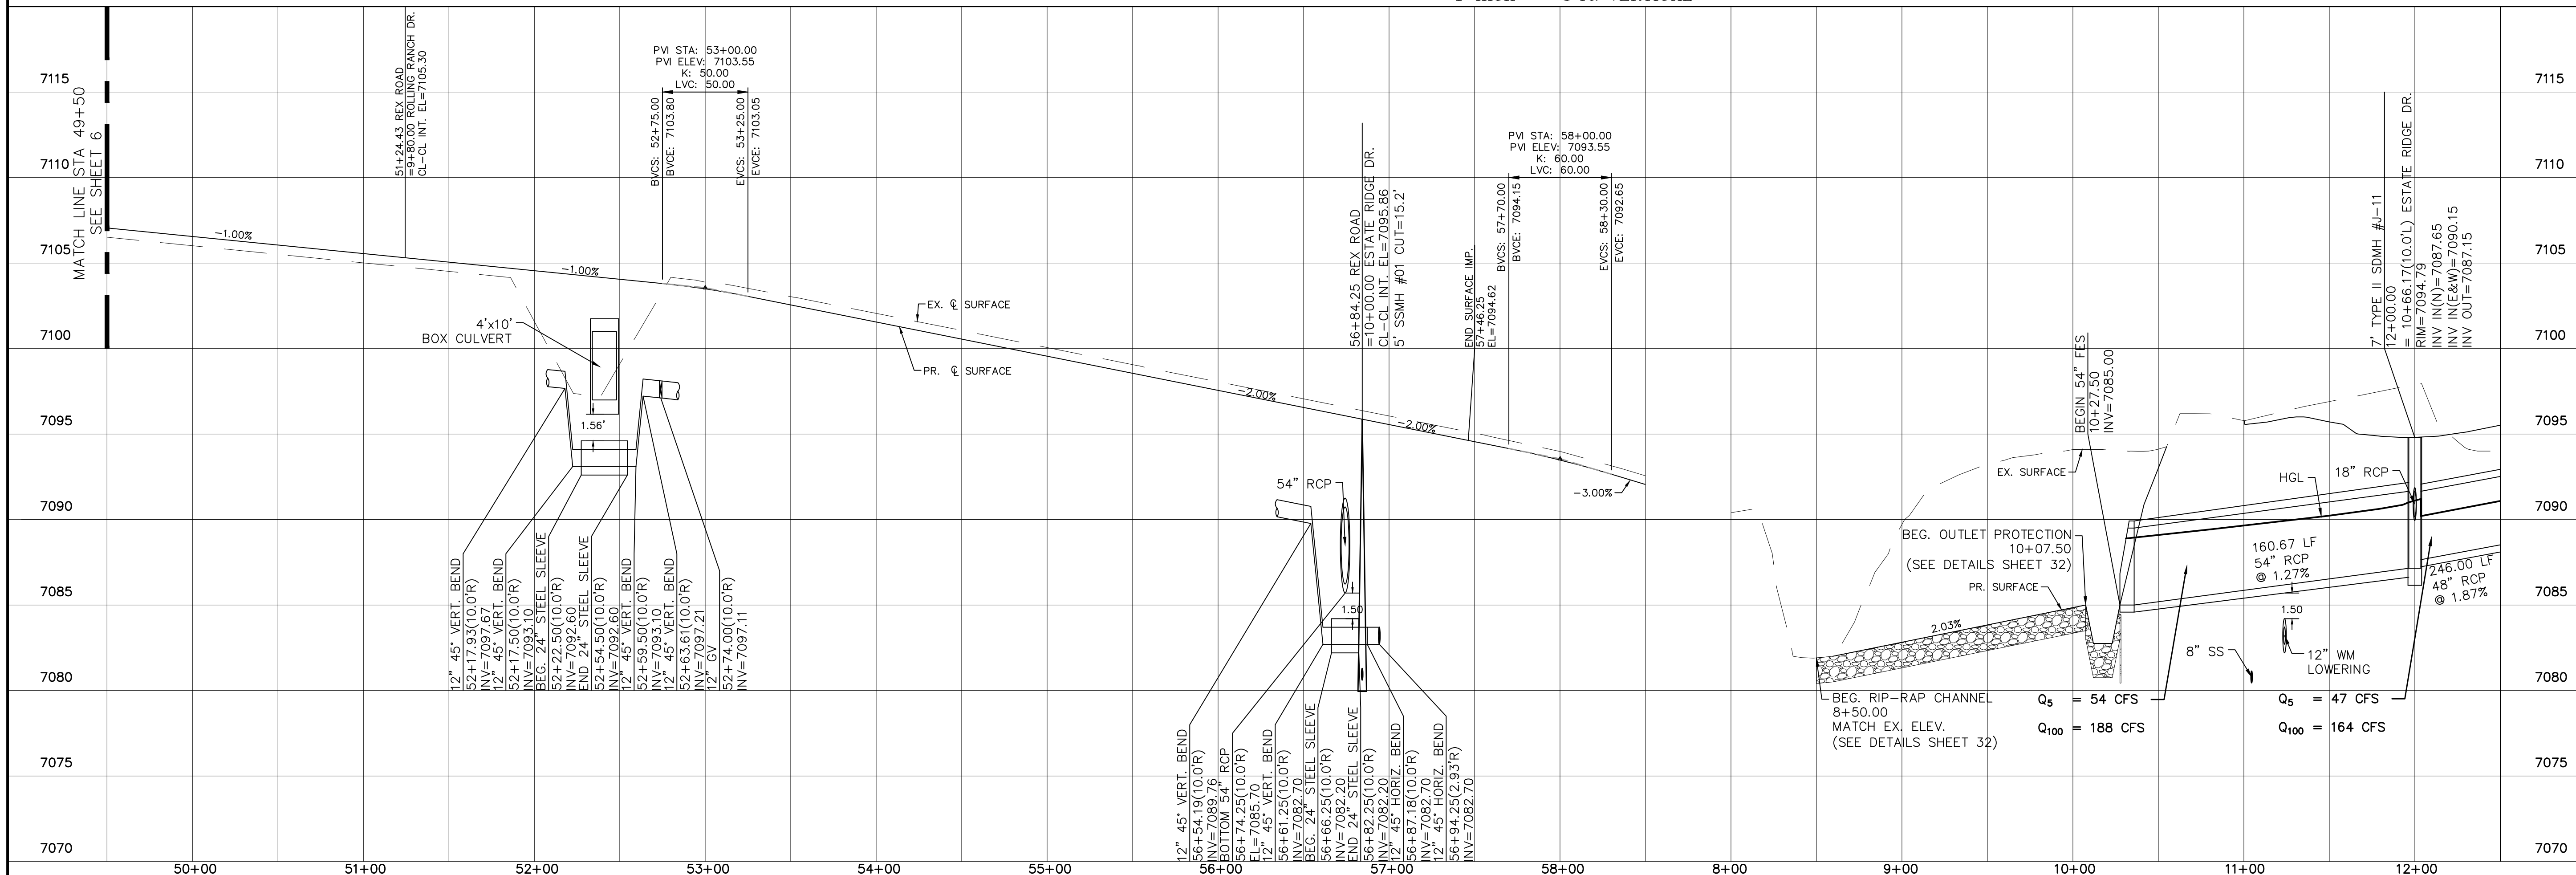 7115
7110
7105
7100
7095
7090
7085
7080
7075
7070
MATCH LINE STA 49+50
SEE SHEET 6
-1.00%
51+24.43 REX ROAD
=9+80.00 ROLLING RANCH DR.
CL-CL INT. EL=7105.30
-1.00%
PVI STA: 53+00.00
PVI ELEV: 7103.55
K: 50.00
LVC: 50.00
BVCS: 52+75.00
BVCE: 7103.80
EVCS: 53+25.00
EVCE: 7103.05
4'x10'
BOX CULVERT
1.56'
12" 45° VERT. BEND
52+17.93(10.0'R)
INV=7097.67
12" 45° VERT. BEND
52+17.50(10.0'R)
INV=7093.10
BEG. 24" STEEL SLEEVE
52+22.50(10.0'R)
INV=7092.60
END 24" STEEL SLEEVE
52+54.50(10.0'R)
INV=7092.60
12" 45° VERT. BEND
52+59.50(10.0'R)
INV=7093.10
12" 45° VERT. BEND
52+63.61(10.0'R)
INV=7097.21
12" GV
52+74.00(10.0'R)
INV=7097.11
EX. ℄ SURFACE
PR. ℄ SURFACE
-2.00%
56+84.25 REX ROAD
=10+00.00 ESTATE RIDGE DR.
CL-CL INT. EL=7095.86
5' SSMH #01 CUT=15.2'
-2.00%
END SURFACE IMP.
57+46.25
EL=7094.62
PVI STA: 58+00.00
PVI ELEV: 7093.55
K: 60.00
LVC: 60.00
BVCS: 57+70.00
BVCE: 7094.15
EVCS: 58+30.00
EVCE: 7092.65
-3.00%
54" RCP
1.50
12" 45° VERT. BEND
56+54.19(10.0'R)
INV=7089.76
BOTTOM 54" RCP
56+74.25(10.0'R)
EL=7085.70
12" 45° VERT. BEND
56+61.25(10.0'R)
INV=7082.70
BEG. 24" STEEL SLEEVE
56+66.25(10.0'R)
INV=7082.20
END 24" STEEL SLEEVE
56+82.25(10.0'R)
INV=7082.20
12" 45° HORIZ. BEND
56+87.18(10.0'R)
INV=7082.70
12" 45° HORIZ. BEND
56+94.25(2.93'R)
INV=7082.70
BEGIN 54" FES
10+27.50
INV=7085.00
EX. SURFACE
BEG. OUTLET PROTECTION
10+07.50
(SEE DETAILS SHEET 32)
PR. SURFACE
2.03%
BEG. RIP-RAP CHANNEL
8+50.00
MATCH EX. ELEV.
(SEE DETAILS SHEET 32)
Q5 = 54 CFS
Q100 = 188 CFS
HGL
18" RCP
160.67 LF
54" RCP
@ 1.27%
1.50
12" WM
LOWERING
8" SS
246.00 LF
48" RCP
@ 1.87%
Q5 = 47 CFS
Q100 = 164 CFS
7' TYPE II SDMH #J-11
12+00.00
= 10+66.17(10.0'L) ESTATE RIDGE DR.
RIM=7094.79
INV IN(N)=7087.65
INV IN(E&W)=7090.15
INV OUT=7087.15
7115
7110
7105
7100
7095
7090
7085
7080
7075
7070
50+00
51+00
52+00
53+00
54+00
55+00
56+00
57+00
58+00
8+00
9+00
10+00
11+00
12+00